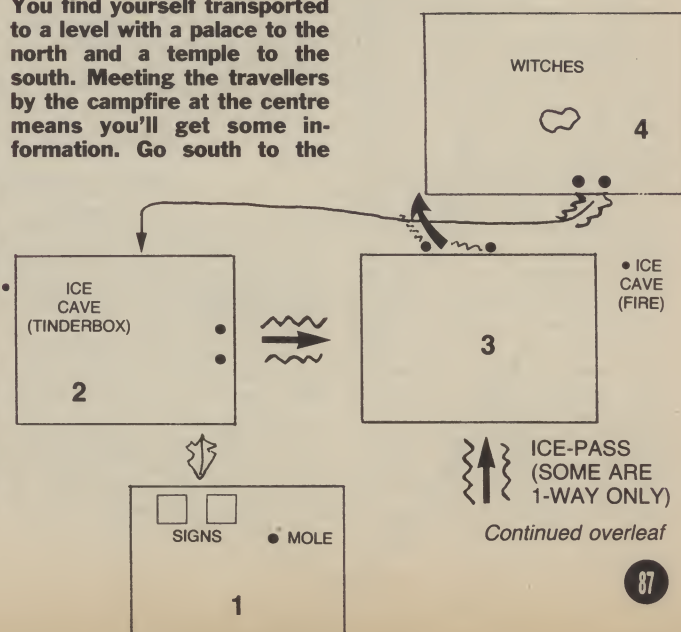 You find yourself transported
to a level with a palace to the
north and a temple to the
south. Meeting the travellers
by the campfire at the centre
means you'll get some in-
formation. Go south to the
WITCHES
4
ICE
CAVE
(TINDERBOX)
2
3
ICE
CAVE
(FIRE)
ICE-PASS
(SOME ARE
1-WAY ONLY)
SIGNS
MOLE
1
Continued overleaf
87